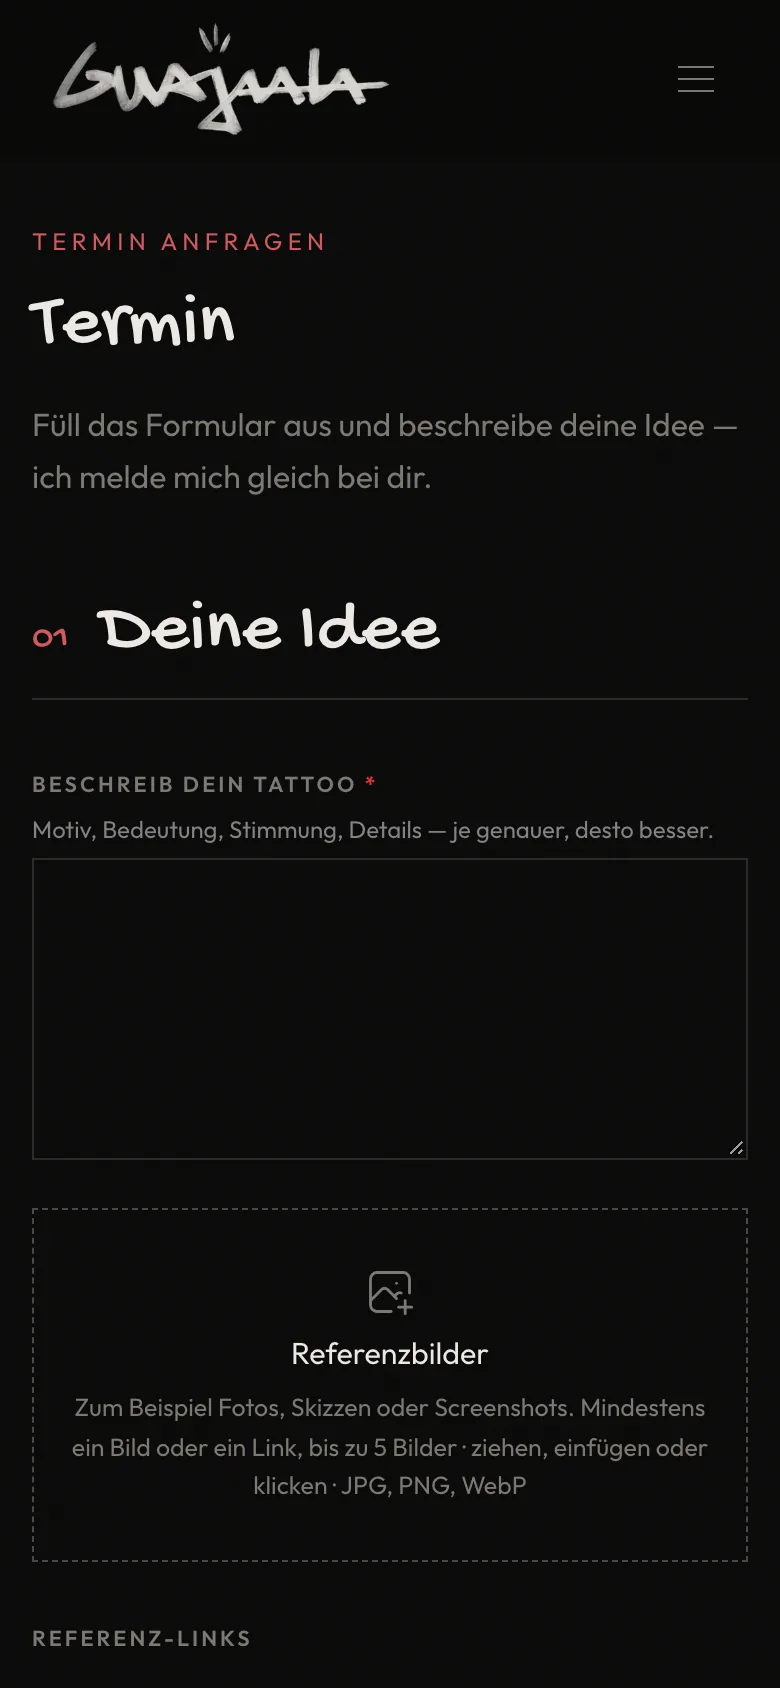 Guajaala
TERMIN ANFRAGEN
Termin
Füll das Formular aus und beschreibe deine Idee —
ich melde mich gleich bei dir.
01 Deine Idee
BESCHREIB DEIN TATTOO *
Motiv, Bedeutung, Stimmung, Details — je genauer, desto besser.
Referenzbilder
Zum Beispiel Fotos, Skizzen oder Screenshots. Mindestens
ein Bild oder ein Link, bis zu 5 Bilder · ziehen, einfügen oder
klicken · JPG, PNG, WebP
REFERENZ-LINKS